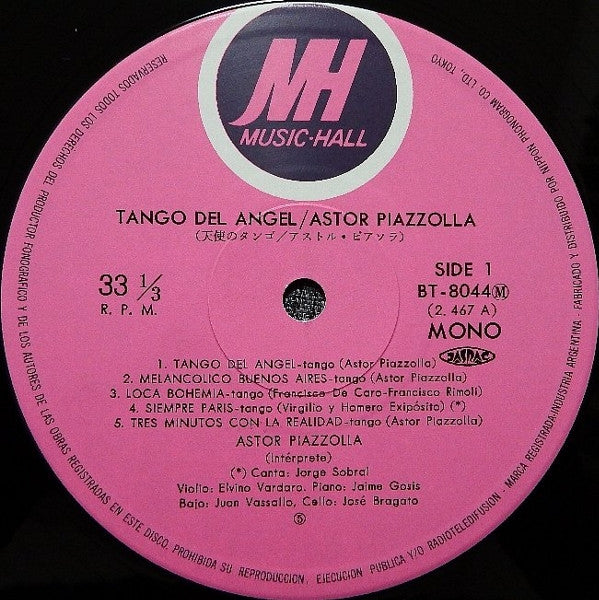 MH
MUSIC-HALL
TANGO DEL ANGEL/ASTOR PIAZZOLLA
(天使のタンゴ/アストル・ピアソラ)
33 1/3
R. P. M.
SIDE 1
BT-8044Ⓜ
(2. 467 A)
MONO
JASRAC
1. TANGO DEL ANGEL-tango (Astor Piazzolla)
2. MELANCOLICO BUENOS AIRES-tango (Astor Piazzolla)
3. LOCA BOHEMIA-tango (Francisco De Caro-Francisco Rimoli)
4. SIEMPRE PARIS-tango (Virgilio y Homero Expipósito) (*)
5. TRES MINUTOS CON LA REALIDAD-tango (Astor Piazzolla)
ASTOR PIAZZOLLA
(Intérprete)
(*) Canta: Jorge Sobral
Violio: Elvino Vardaro, Piano: Jaime Gosis
Bajo: Juan Vassallo, Cello: José Bragato
⑤
RESERVADOS TODOS LOS DERECHOS DEL PRODUCTOR FONOGRAFICO Y DE LOS AUTORES DE LAS OBRAS REGISTRADAS EN ESTE DISCO. PROHIBIDA SU REPRODUCCION, EJECUCION PUBLICA Y/O RADIOTELEDIFUSION - MARCA REGISTRADA-INDUSTRIA ARGENTINA - FABRICADO Y DISTRIBUIDO POR NIPPON PHONOGRAM CO. LTD., TOKYO